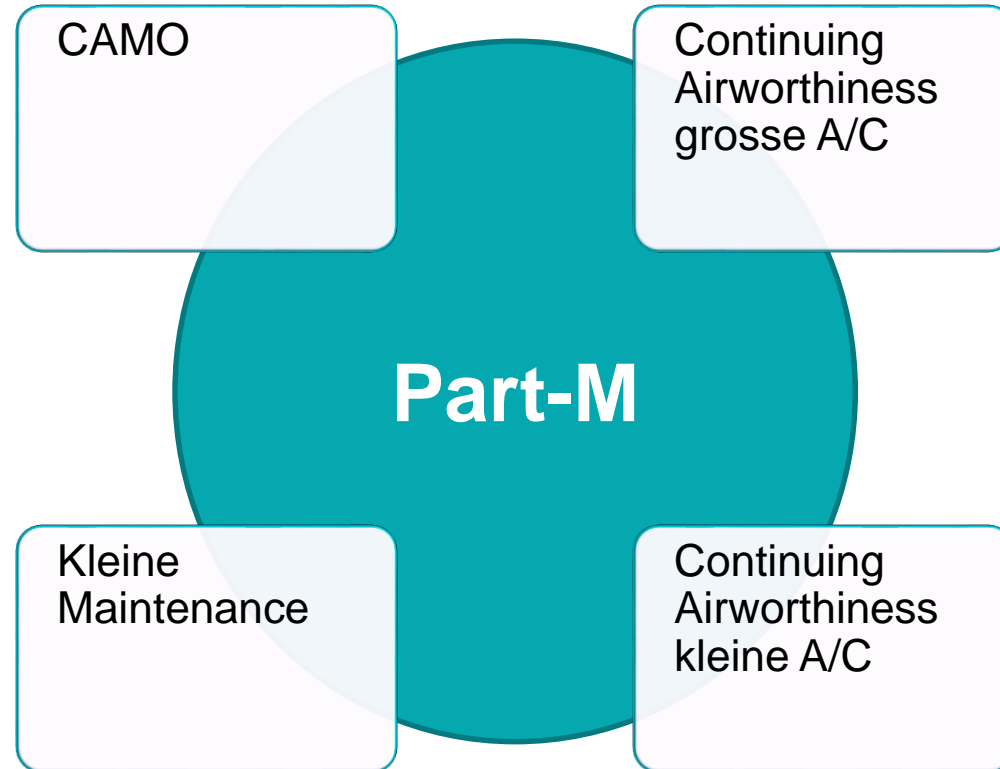 CAMO
Continuing
Airworthiness
grosse A/C
Part-M
Kleine
Maintenance
Continuing
Airworthiness
kleine A/C